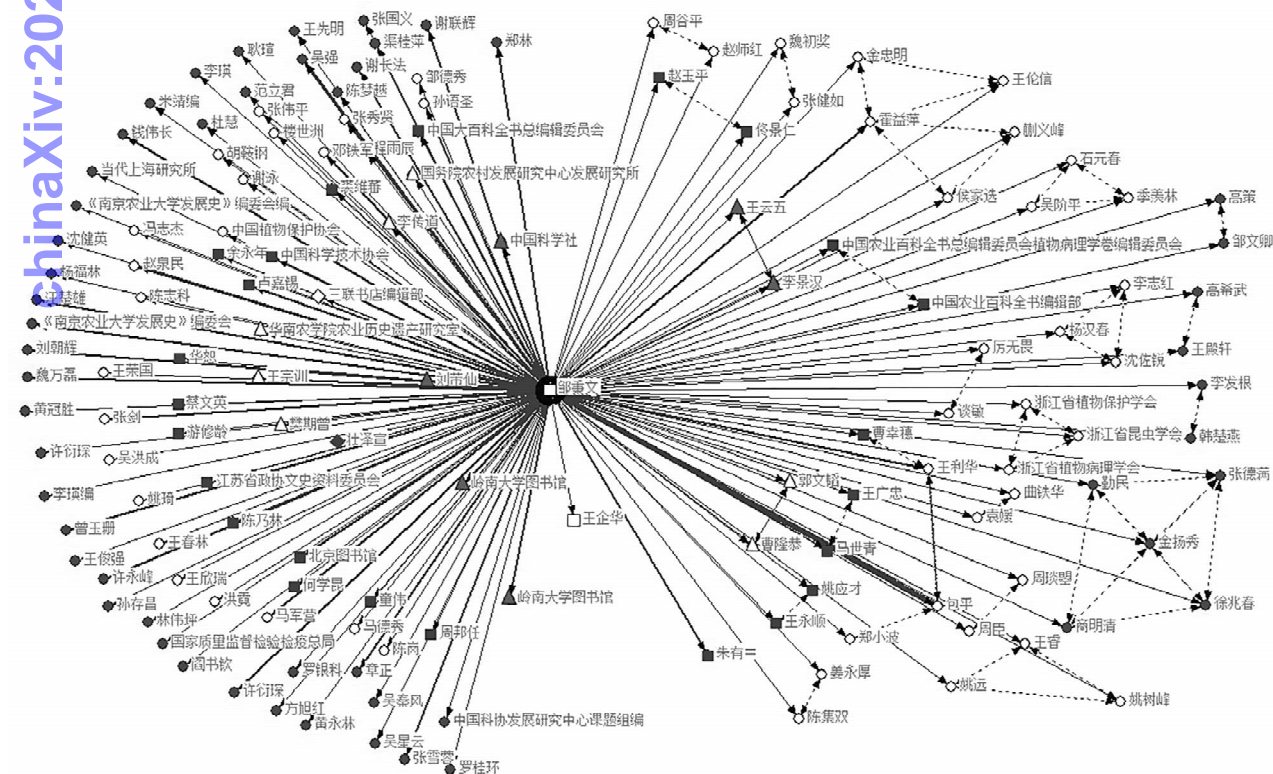 chinaXiv:202
张国义
谢联辉
王先明
渠桂萍
郑林
耿瑄
吴强
谢长法
邹德秀
李瑛
范立君
陈梦越
孙语圣
米清编
张伟平
张秀贤
杜慧
楼世洲
中国大百科全书总编辑委员会
钱伟长
胡鞍钢
邓铁军
程雨辰
当代上海研究所
谢泳
裘维蕃
国务院农村发展研究中心发展研究所
《南京农业大学发展史》编委会编
李传道
冯志杰
中国植物保护协会
中国科学社
沈健英
余永年
中国科学技术协会
赵泉民
杨福林
卢嘉锡
三联书店编辑部
陈志科
《南京农业大学发展史》编委会
华南农学院农业历史遗产研究室
刘朝辉
华恕
王荣国
魏万磊
王宗训
邹秉文
蔡文英
黄冠胜
张剑
游修龄
樊期曾
许衍琛
吴洪成
江苏省政协文史资料委员会
岭南大学图书馆
李瑛编
姚琦
王企华
曾玉珊
陈乃林
王春林
王俊强
北京图书馆
许永峰
王欣瑞
何学昆
孙存昌
洪霓
童伟
岭南大学图书馆
林伟坪
马军营
马德秀
周邦任
国家质里监督检验检疫总局
陈岗
阎书钦
罗银科
章正
许衍琛
吴奉风
方旭红
黄永林
中国科协发展研究中心课题组编
吴星云
张雪蓉
罗桂环
周谷平
赵师红
魏初奖
金忠明
赵玉平
王伦信
张健如
霍益萍
佟景仁
蒯义峰
石元春
侯家选
吴阶平
季羡林
高策
王云五
邹文卿
中国农业百科全书总编辑委员会植物病理学卷编辑委员会
李景汉
李志红
高希武
中国农业百科全书编辑部
杨汉春
厉无畏
王殿轩
沈佐锐
李发根
浙江省植物保护学会
谈敏
曹幸穗
浙江省昆虫学会
韩楚燕
王利华
浙江省植物病理学会
张德满
郭文韬
勤民
王广忠
曲铁华
袁媛
曹隆恭
马世青
金扬秀
周琰盟
姚应才
包平
徐兆春
王永顺
周臣
商明清
郑小波
王睿
朱有
姜永厚
姚远
姚树峰
陈集双